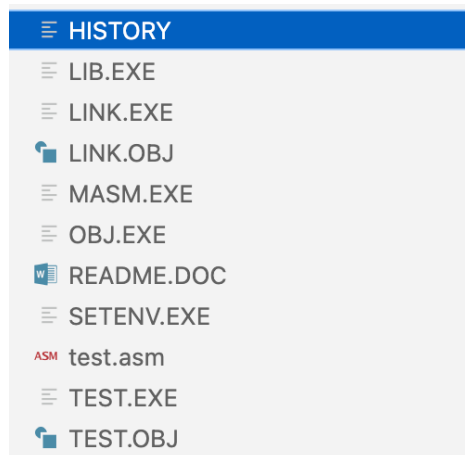 HISTORY
LIB.EXE
LINK.EXE
LINK.OBJ
MASM.EXE
OBJ.EXE
W README.DOC
SETENV.EXE
ASM test.asm
TEST.EXE
TEST.OBJ